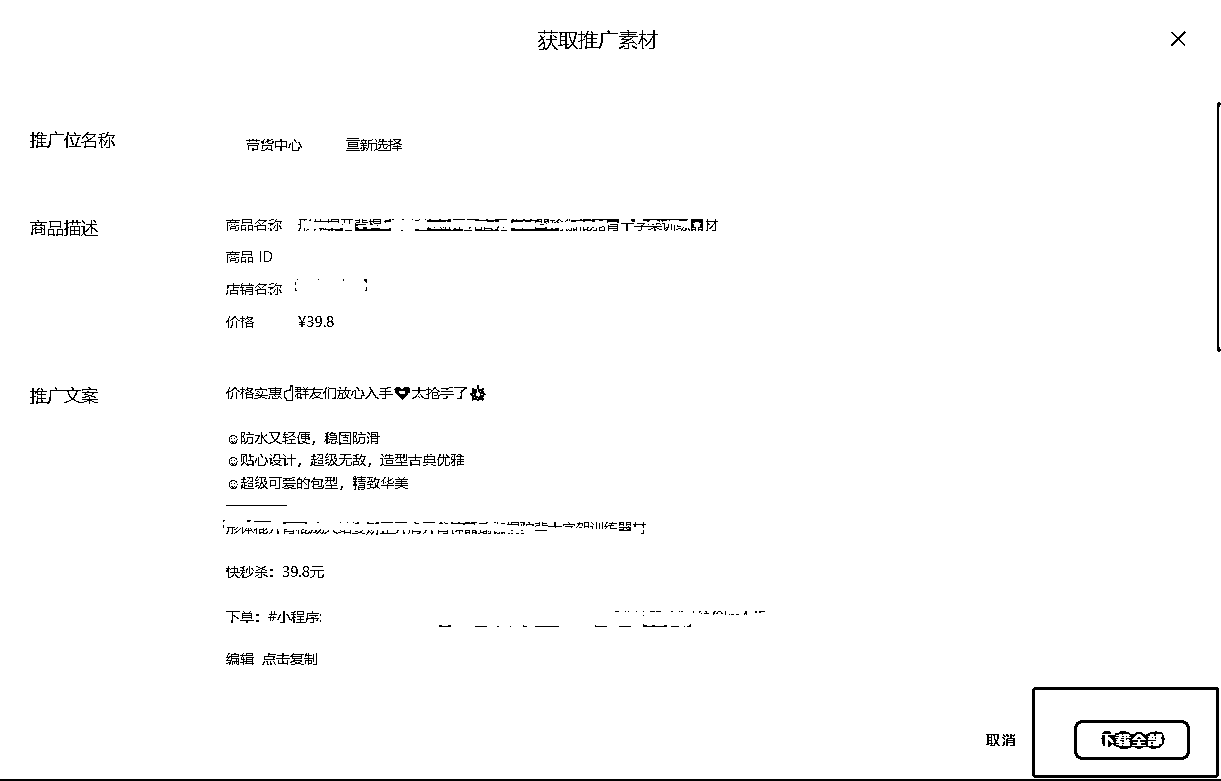 获取推广素材
推广位名称
带货中心 重新选择
商品描述
商品名称
商品 ID
店铺名称
价格 ¥39.8
推广文案
价格实惠👍群友们放心入手❤太抢手了
☺防水又轻便，稳固防滑
☺贴心设计，超级无敌，造型古典优雅
☺超级可爱的包型，精致华美
————
快秒杀：39.8元
下单：#小程序:
编辑 点击复制
取消 下载全部